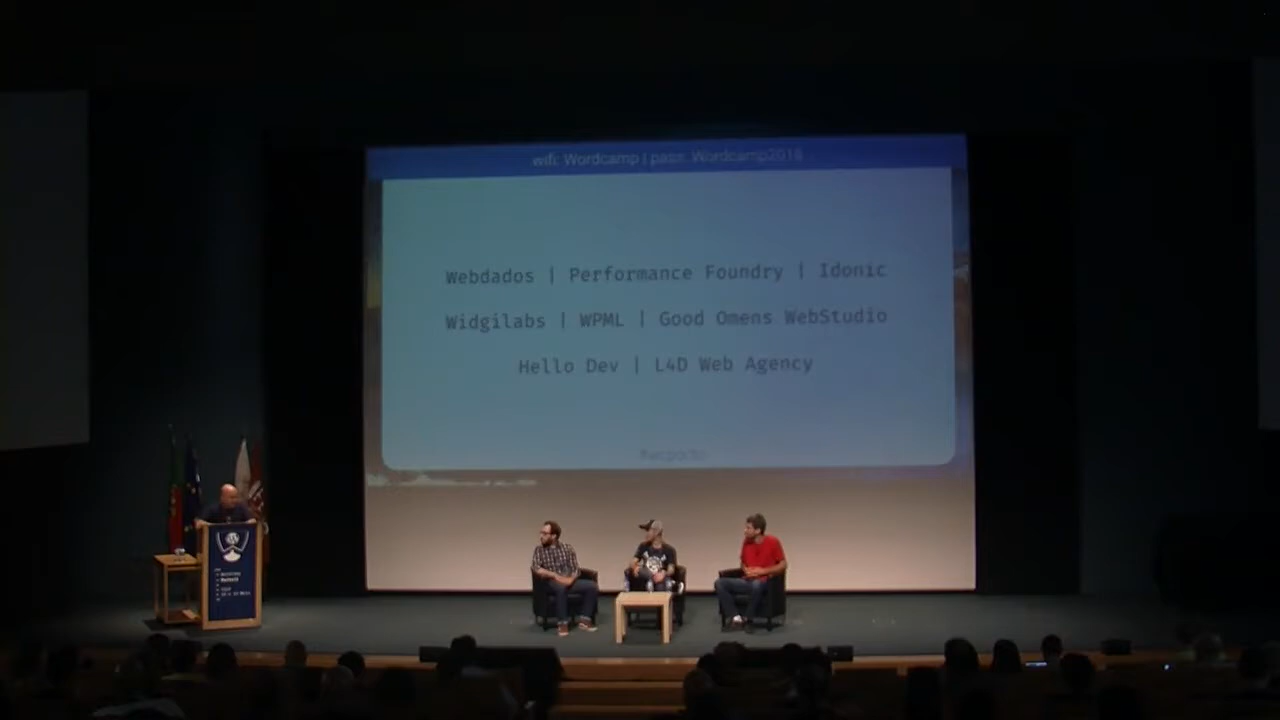 wifi: Wordcamp | pass: Wordcamp2018
Webdados | Performance Foundry | Idonic
Widgilabs | WPML | Good Omens WebStudio
Hello Dev | L4D Web Agency